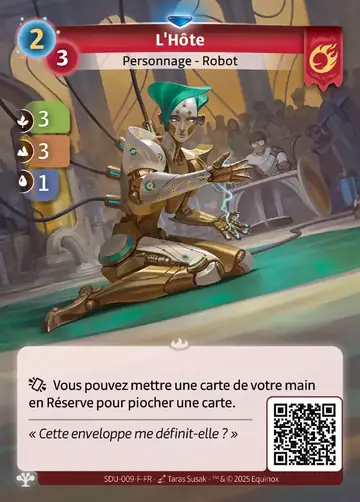 2
L'Hôte
3
Personnage - Robot
3
3
1
Vous pouvez mettre une carte de votre main
en Réserve pour piocher une carte.
« Cette enveloppe me définit-elle ? »
SDU-009-F-FR - Taras Susak - ™ & © 2025 Equinox